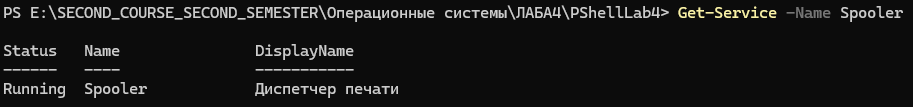 PS E:\SECOND_COURSE_SECOND_SEMESTER\Операционные системы\ЛАБА4\PShellLab4> Get-Service -Name Spooler
Status   Name               DisplayName
------   ----               -----------
Running  Spooler            Диспетчер печати